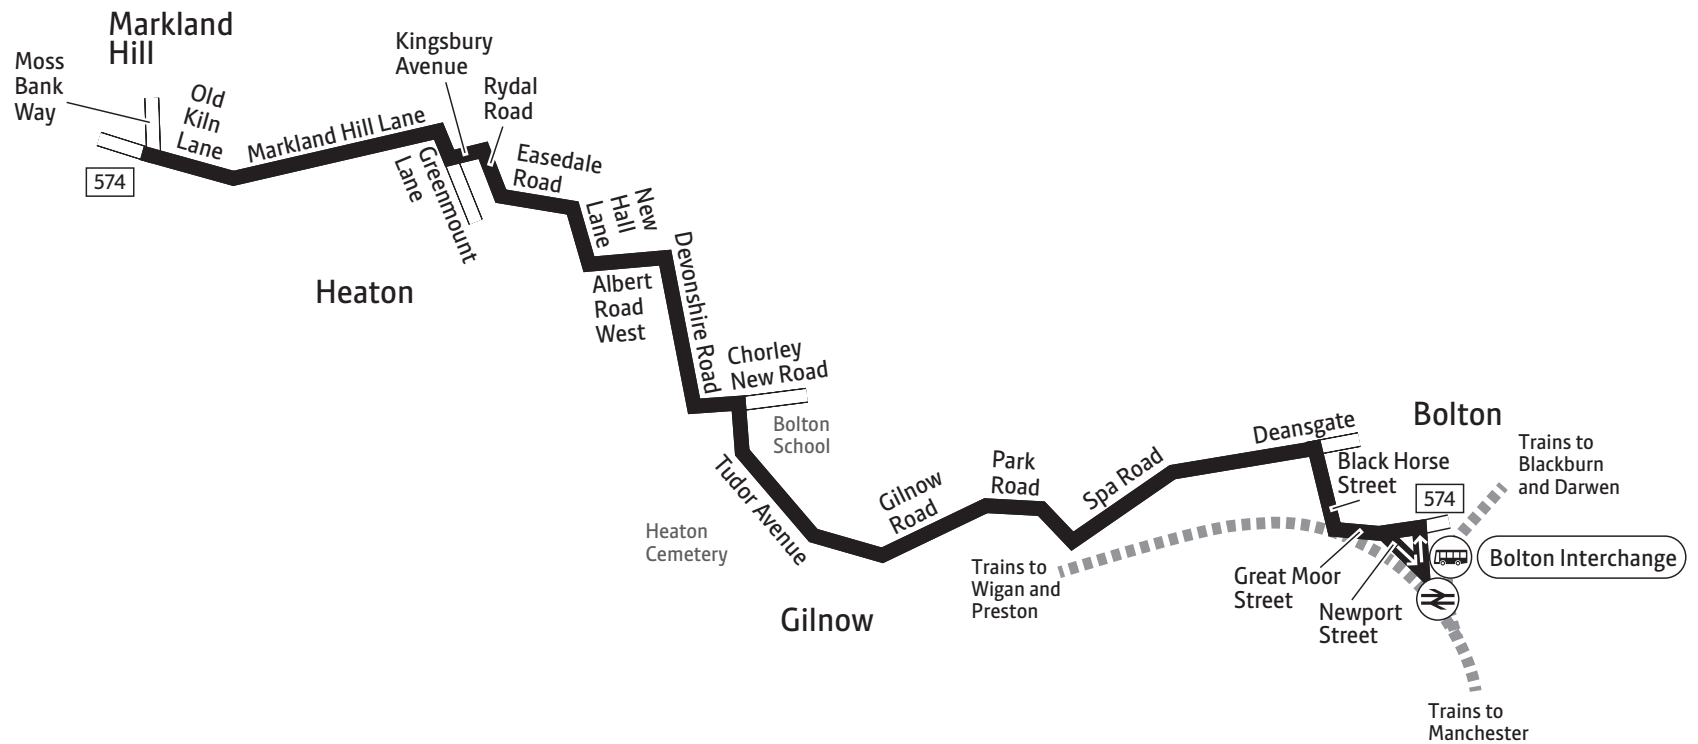 Markland
Hill
Moss
Bank
Way
Old
Kiln
Lane
574
Markland Hill Lane
Kingsbury
Avenue
Rydal
Road
Greenmount
Lane
Easedale
Road
New
Hall
Lane
Heaton
Albert
Road
West
Devonshire Road
Chorley
New Road
Bolton
School
Tudor Avenue
Heaton
Cemetery
Gilnow
Road
Gilnow
Park
Road
Spa Road
Trains to
Wigan and
Preston
Deansgate
Bolton
Black Horse
Street
574
Trains to
Blackburn
and Darwen
Great Moor
Street
Newport
Street
Bolton Interchange
Trains to
Manchester